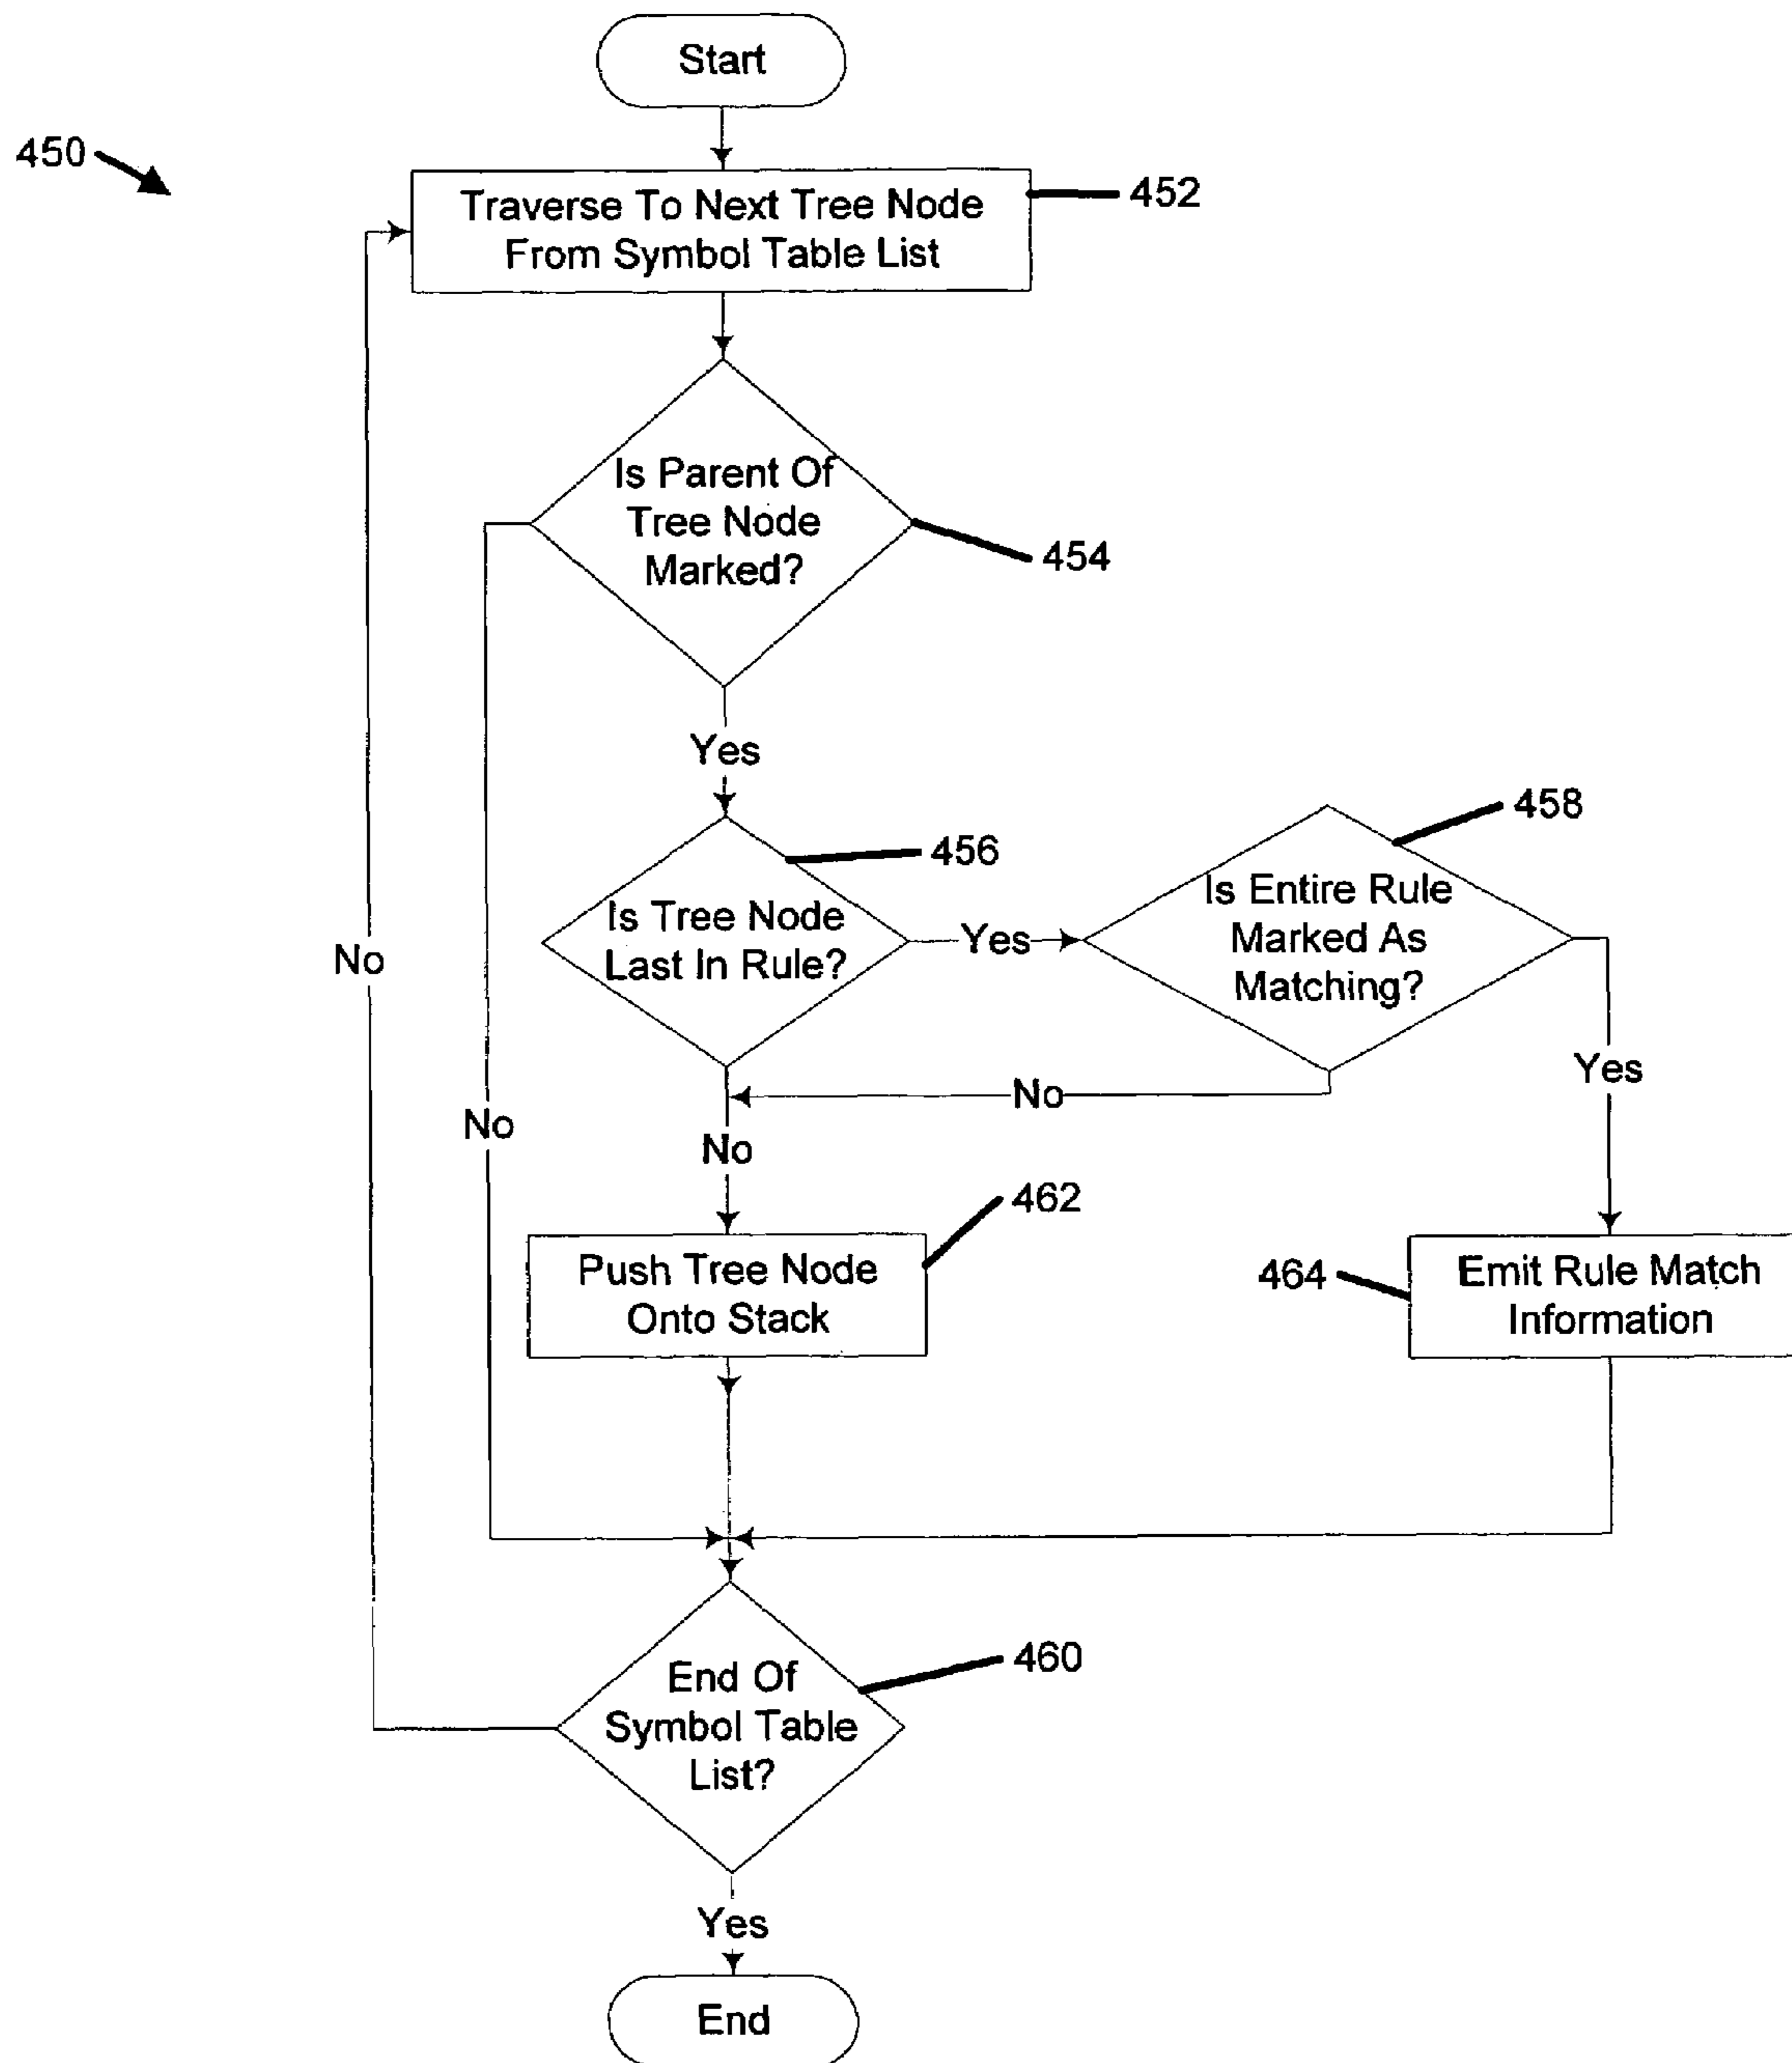 Start
450
Traverse To Next Tree Node
From Symbol Table List
452
Is Parent Of
Tree Node
Marked?
454
Yes
458
456
Is Entire Rule
Marked As
Matching?
Is Tree Node
Last In Rule?
Yes
No
Yes
No
No
No
462
Push Tree Node
Onto Stack
464
Emit Rule Match
Information
460
End Of
Symbol Table
List?
Yes
End